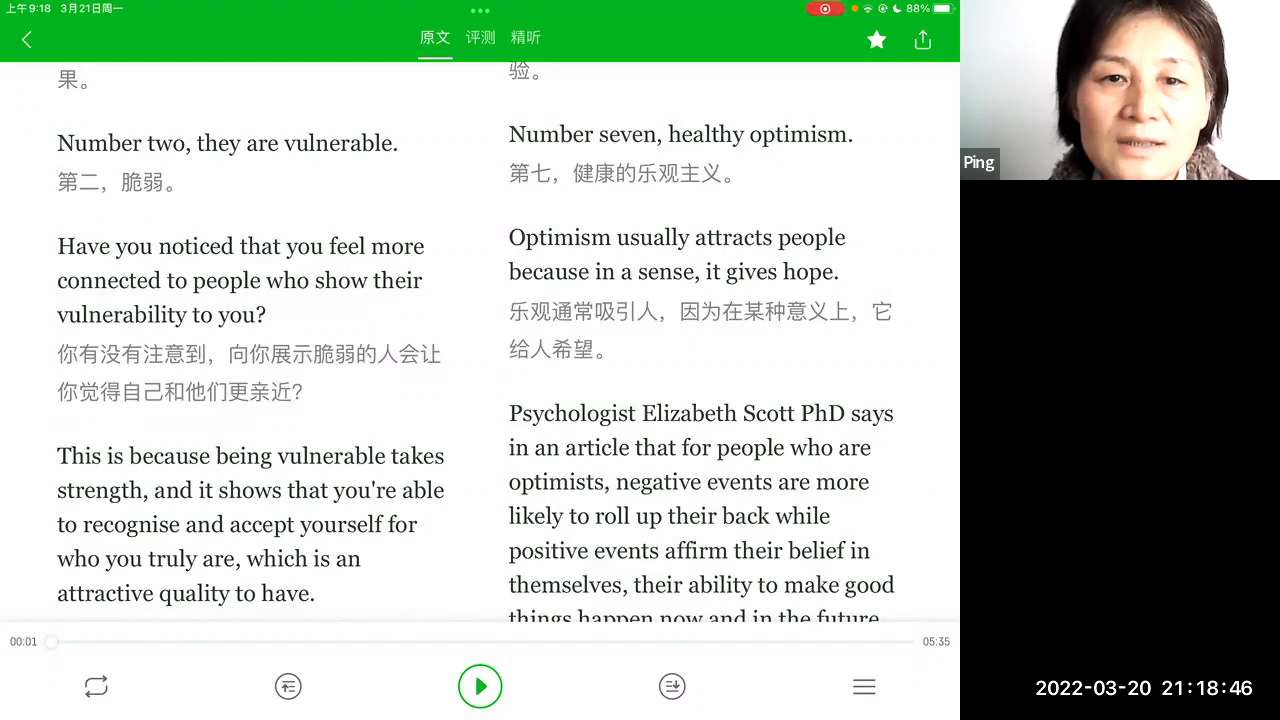 上午9:18 3月21日周一
88%
原文 评测 精听
果。
Number two, they are vulnerable.
第二，脆弱。
Have you noticed that you feel more
connected to people who show their
vulnerability to you?
你有没有注意到，向你展示脆弱的人会让
你觉得自己和他们更亲近？
This is because being vulnerable takes
strength, and it shows that you're able
to recognise and accept yourself for
who you truly are, which is an
attractive quality to have.
验。
Number seven, healthy optimism.
第七，健康的乐观主义。
Optimism usually attracts people
because in a sense, it gives hope.
乐观通常吸引人，因为在某种意义上，它
给人希望。
Psychologist Elizabeth Scott PhD says
in an article that for people who are
optimists, negative events are more
likely to roll up their back while
positive events affirm their belief in
themselves, their ability to make good
things happen now and in the future
00:01
05:35
Ping
2022-03-20 21:18:46